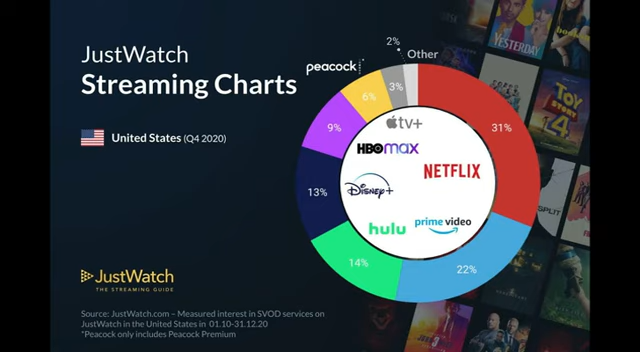 JustWatch
Streaming Charts
United States (Q4 2020)
peacock
2%
Other
3%
6%
31%
9%
tv+
HBOMAX
NETFLIX
13%
Disney+
hulu
prime video
14%
22%
JustWatch
THE STREAMING GUIDE
Source: JustWatch.com – Measured interest in SVOD services on
JustWatch in the United States in 01.10-31.12.20
*Peacock only includes Peacock Premium
YESTERDAY
TOY
STORY
4
SPLIT